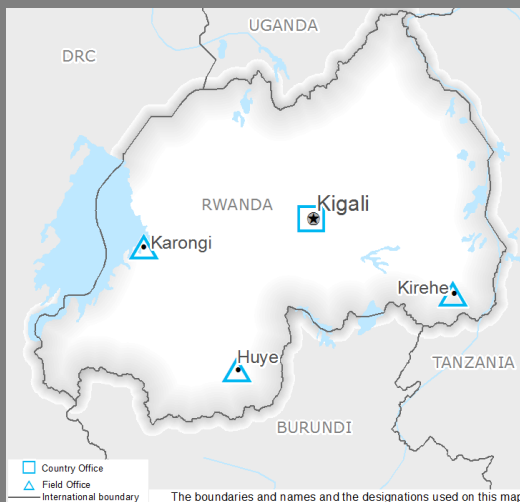 UGANDA
DRC
RWANDA
Kigali
Karongi
Kirehe
Huye
TANZANIA
BURUNDI
Country Office
Field Office
International boundary
The boundaries and names and the designations used on this map